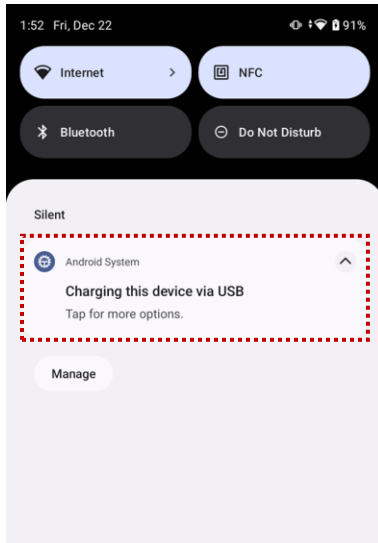 1:52 Fri, Dec 22 91%
Internet NFC
Bluetooth Do Not Disturb
Silent
Android System
Charging this device via USB
Tap for more options.
Manage